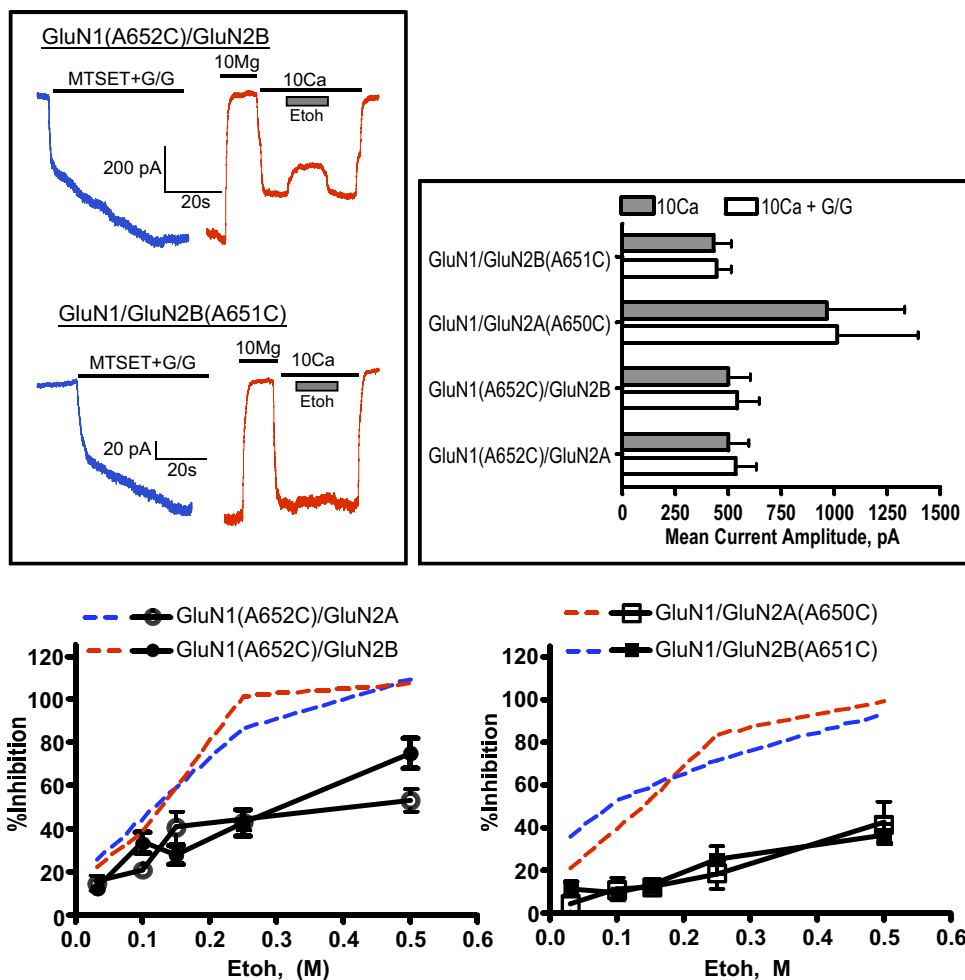 GluN1(A652C)/GluN2B
MTSET+G/G
10Mg
10Ca
Etoh
200 pA
20s
GluN1/GluN2B(A651C)
MTSET+G/G
10Mg
10Ca
Etoh
20 pA
20s
10Ca
10Ca + G/G
GluN1/GluN2B(A651C)
GluN1/GluN2A(A650C)
GluN1(A652C)/GluN2B
GluN1(A652C)/GluN2A
0 250 500 750 1000 1250 1500
Mean Current Amplitude, pA
GluN1(A652C)/GluN2A
GluN1(A652C)/GluN2B
120
100
80
60
40
20
0
%Inhibition
0.0 0.1 0.2 0.3 0.4 0.5 0.6
Etoh, (M)
GluN1/GluN2A(A650C)
GluN1/GluN2B(A651C)
120
100
80
60
40
20
0
%Inhibition
0.0 0.1 0.2 0.3 0.4 0.5 0.6
Etoh, M